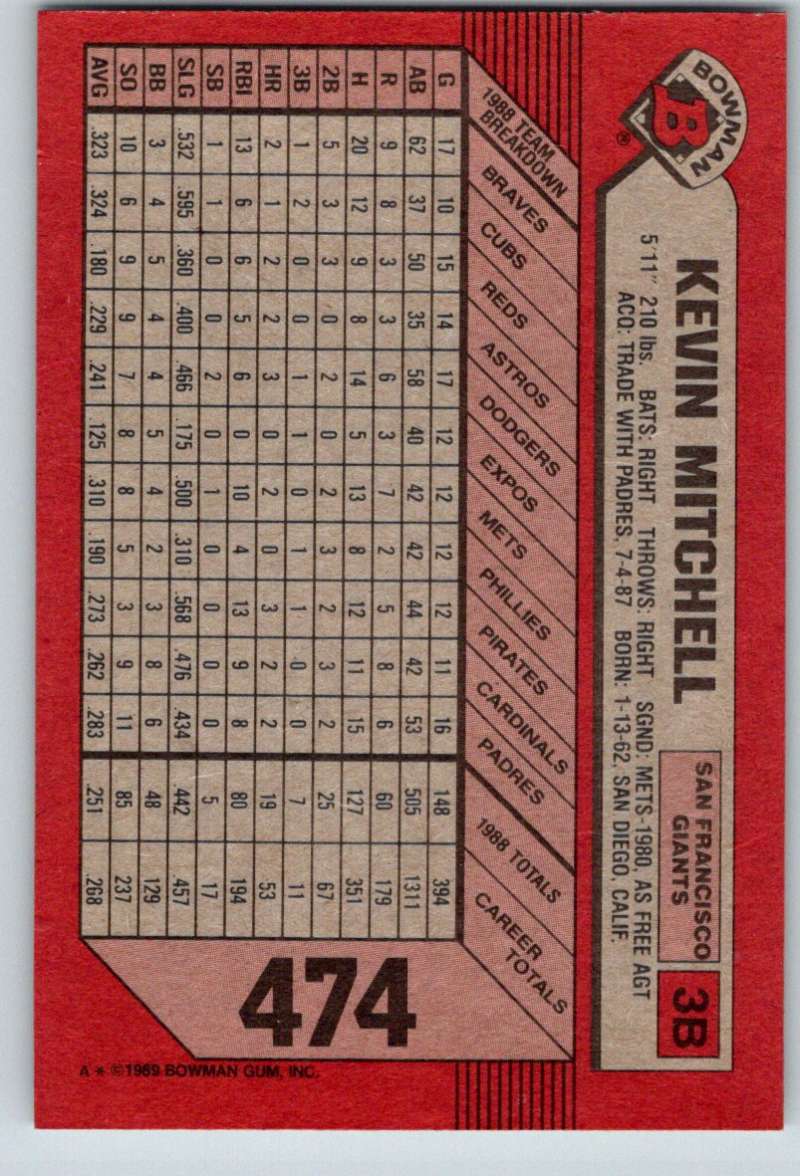 BOWMAN
B
®
KEVIN MITCHELL
SAN FRANCISCO
GIANTS
3B
5'11" 210 lbs. BATS: RIGHT THROWS: RIGHT SGND: METS 1980, AS FREE AGT
ACQ: TRADE WITH PADRES, 7-4-87 BORN: 1-13-62, SAN DIEGO, CALIF.
1988 TEAM
BREAKDOWN
BRAVES CUBS REDS ASTROS DODGERS EXPOS METS PHILLIES PIRATES CARDINALS PADRES 1988 TOTALS CAREER TOTALS
G 17 10 15 14 17 12 12 12 12 11 16 148 394
AB 62 37 50 35 58 40 42 42 44 42 53 505 1311
R 9 8 3 3 6 3 7 2 5 8 6 60 179
H 20 12 9 8 14 5 13 8 12 11 15 127 351
2B 5 3 3 0 2 0 2 3 2 3 2 25 67
3B 1 2 0 0 1 1 0 1 1 0 0 7 11
HR 2 1 2 2 3 0 2 0 3 2 2 19 53
RBI 13 6 6 5 6 0 10 4 13 9 8 80 194
SB 1 1 0 0 2 0 1 0 0 0 0 5 17
SLG .532 .595 .360 .400 .466 .175 .500 .310 .568 .476 .434 .442 .457
BB 3 4 5 4 4 5 4 2 3 8 6 48 129
SO 10 6 9 9 7 8 8 5 3 9 11 85 237
AVG .323 .324 .180 .229 .241 .125 .310 .190 .273 .262 .283 .251 .268
474
A * ©1989 BOWMAN GUM, INC.